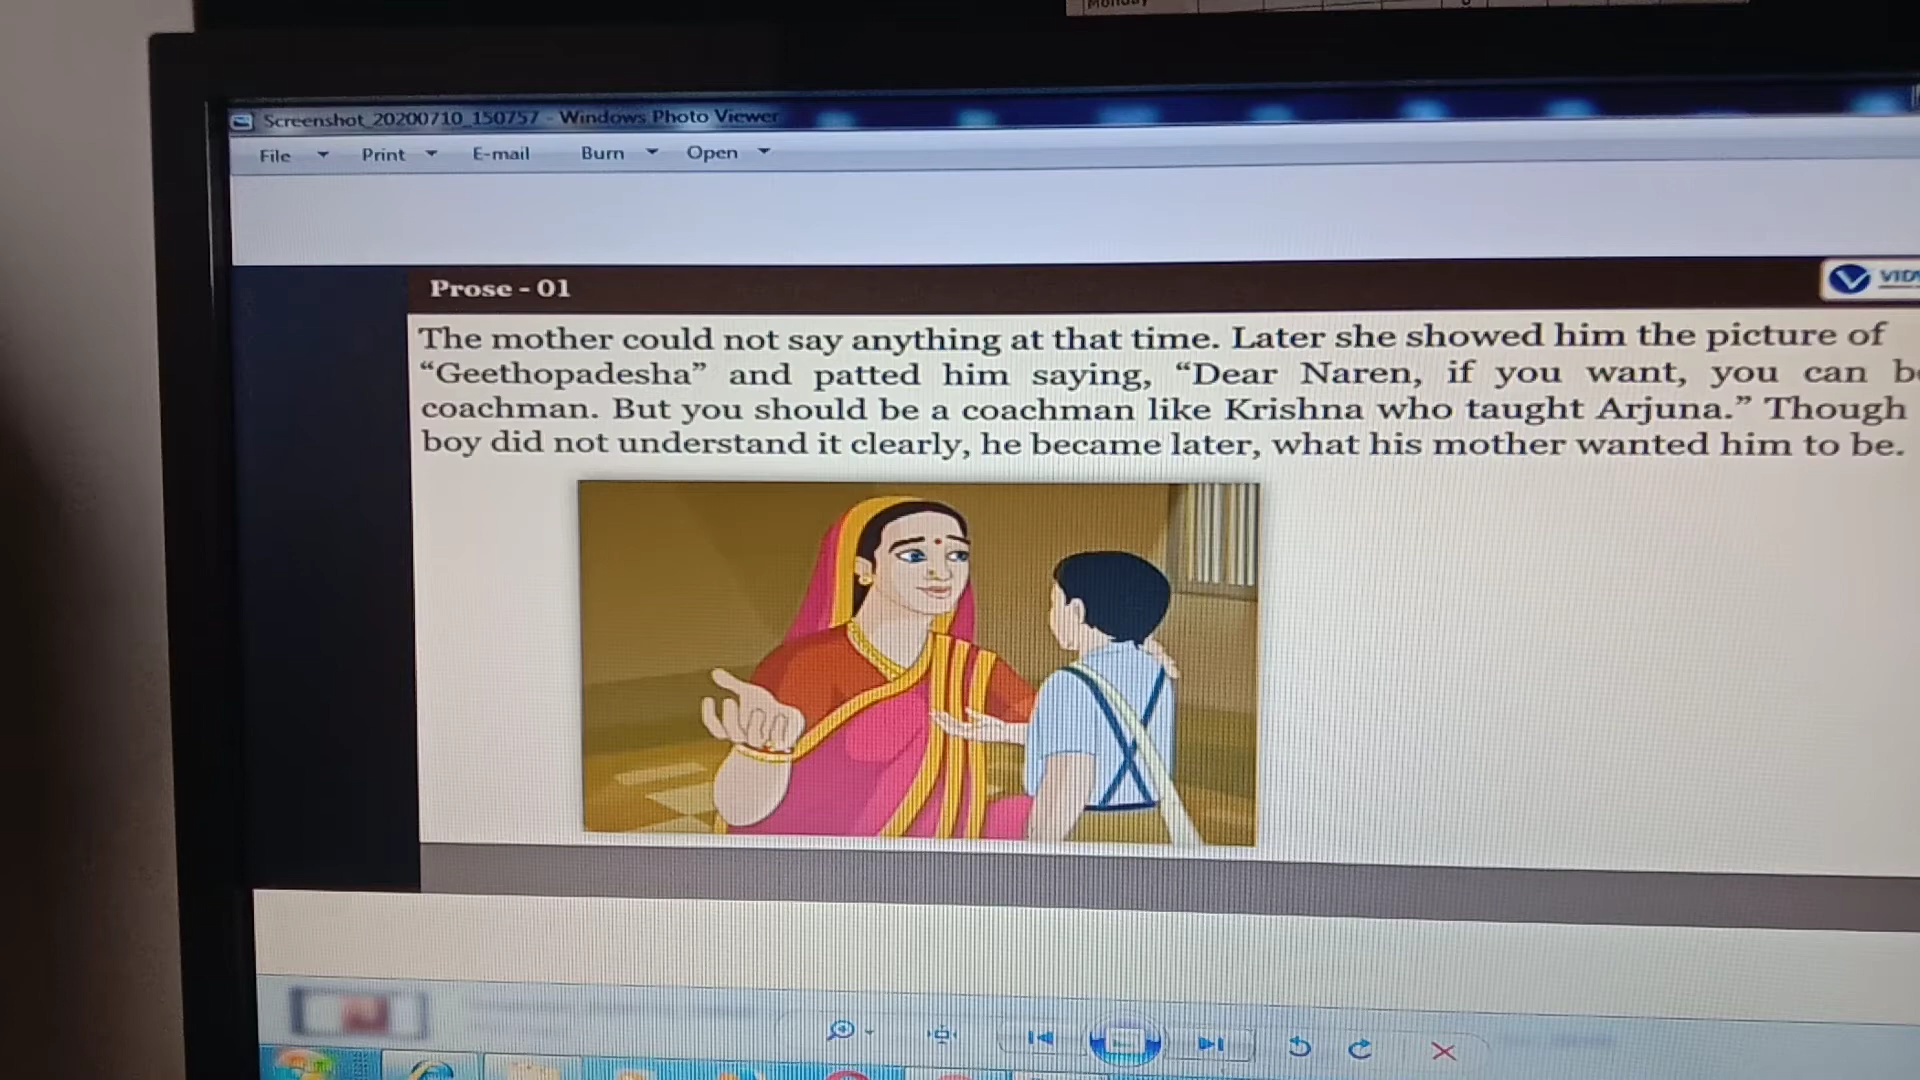 Monday
Screenshot_20200710_150757 - Windows Photo Viewer
File Print E-mail Burn Open
Prose - 01
The mother could not say anything at that time. Later she showed him the picture of
“Geethopadesha” and patted him saying, “Dear Naren, if you want, you can
coachman. But you should be a coachman like Krishna who taught Arjuna.” Though
boy did not understand it clearly, he became later, what his mother wanted him to be.